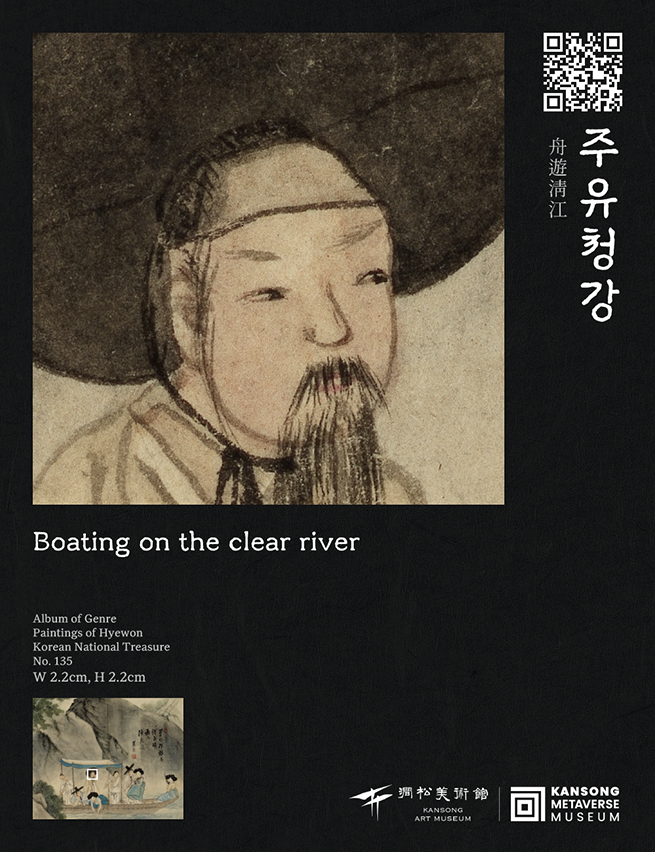 주유청강
舟遊淸江
Boating on the clear river
Album of Genre
Paintings of Hyewon
Korean National Treasure
No. 135
W 2.2cm, H 2.2cm
澗松美術館
KANSONG
ART MUSEUM
KANSONG
METAVERSE
MUSEUM